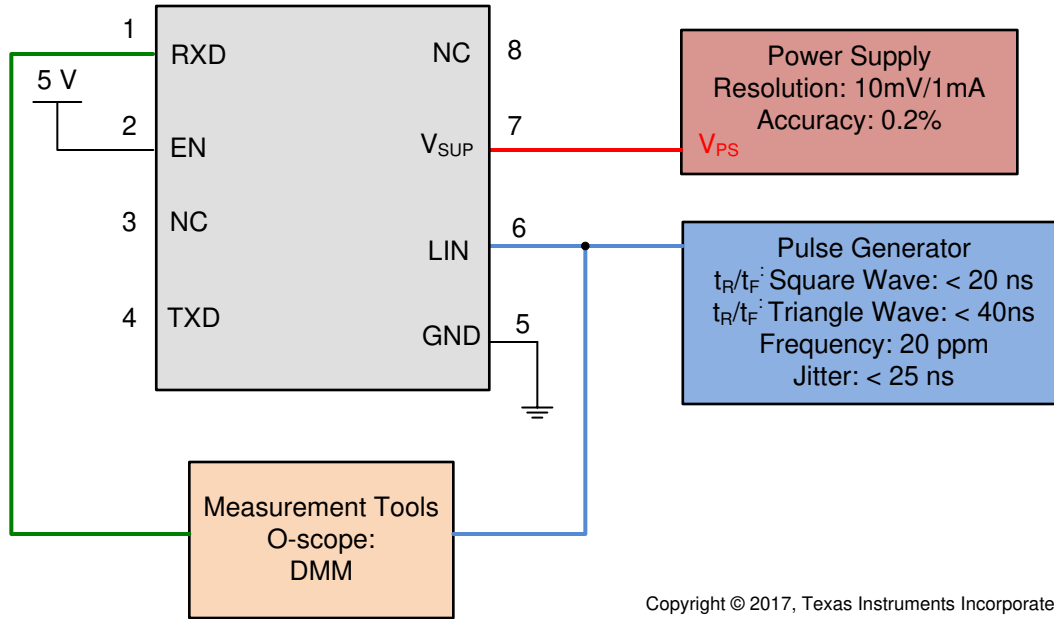 1
RXD
NC
8
5 V
2
EN
7
VSUP
VPS
3
NC
6
LIN
4
TXD
5
GND
Power Supply
Resolution: 10mV/1mA
Accuracy: 0.2%
Pulse Generator
tR/tF: Square Wave: < 20 ns
tR/tF: Triangle Wave: < 40ns
Frequency: 20 ppm
Jitter: < 25 ns
Measurement Tools
O-scope:
DMM
Copyright © 2017, Texas Instruments Incorporate